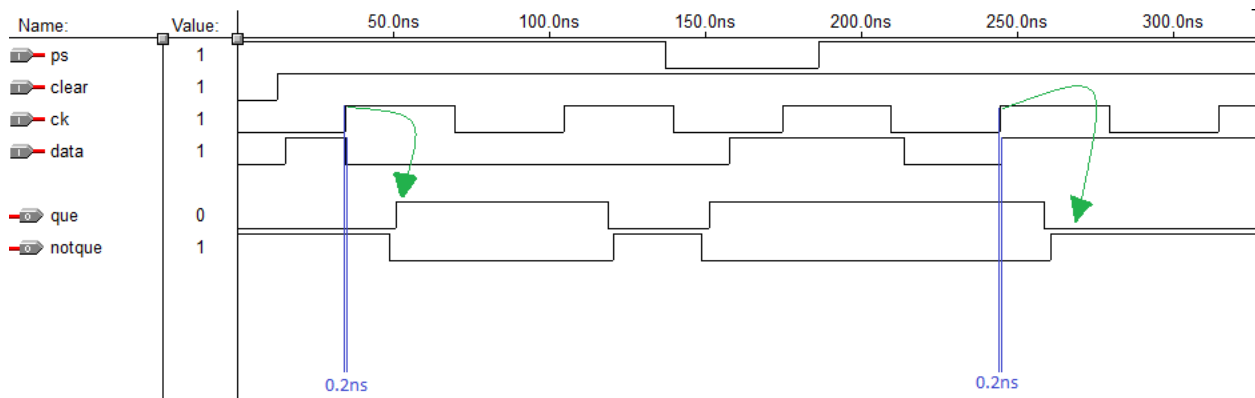 Name: Value: 50.0ns 100.0ns 150.0ns 200.0ns 250.0ns 300.0ns
I ps 1
I clear 1
I ck 1
I data 1
O que 0
O notque 1
0.2ns 0.2ns